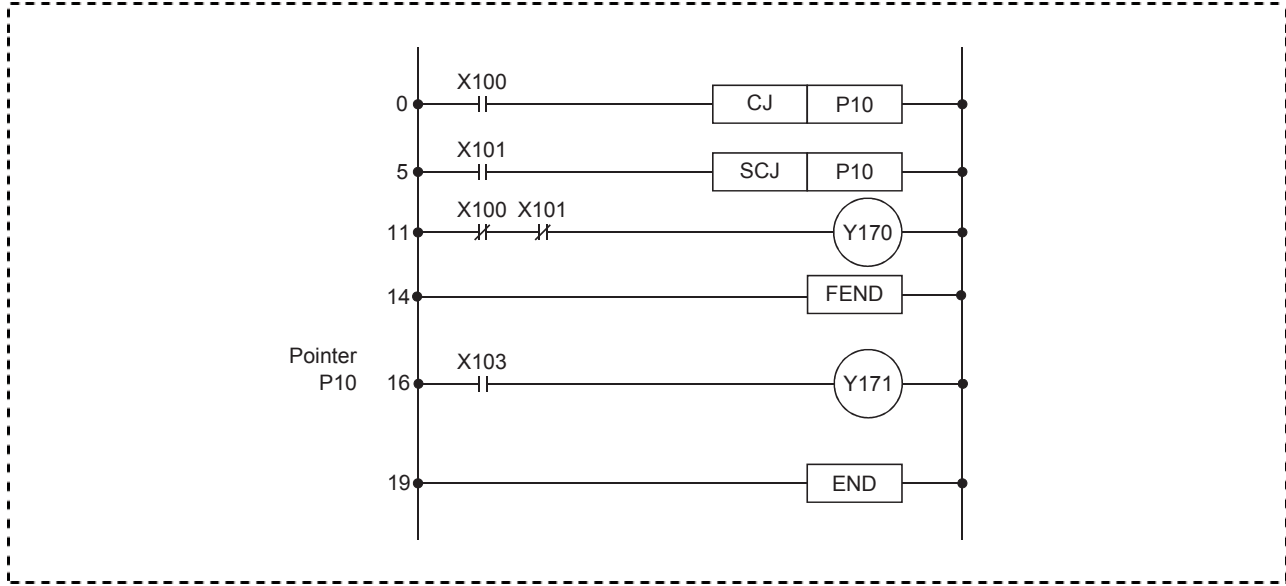 X100
0 CJ P10
X101
5 SCJ P10
X100 X101
11 Y170
14 FEND
Pointer
P10
X103
16 Y171
19 END